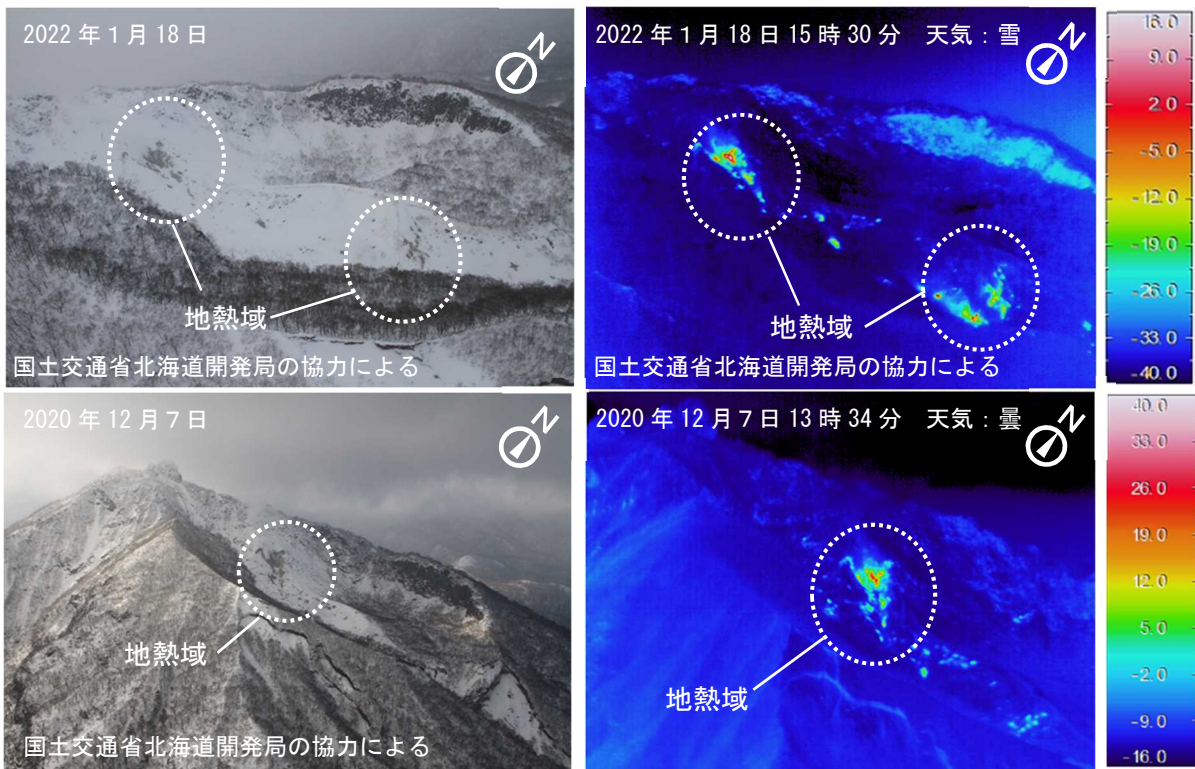 2022年1月18日
N
地熱域
国土交通省北海道開発局の協力による
2022年1月18日15時30分 天気：雪
N
地熱域
国土交通省北海道開発局の協力による
16.0
9.0
2.0
-5.0
-12.0
-19.0
-26.0
-33.0
-40.0
2020年12月7日
N
地熱域
国土交通省北海道開発局の協力による
2020年12月7日13時34分 天気：曇
N
地熱域
40.0
33.0
26.0
19.0
12.0
5.0
-2.0
-9.0
-16.0